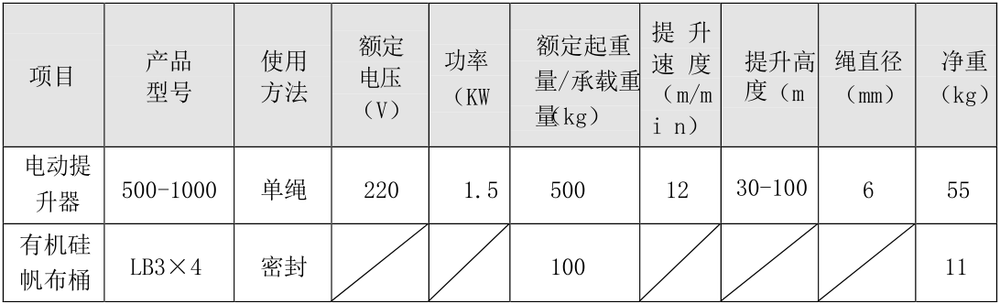 项目
产品
型号
使用
方法
额定
电压
（V）
功率
（KW
额定起重
量/承载重
量（kg）
提 升
速 度
（m/m
i n）
提升高
度（m
绳直径
（mm）
净重
（kg）
电动提
升器
500-1000
单绳
220
1.5
500
12
30-100
6
55
有机硅
帆布桶
LB3×4
密封
100
11